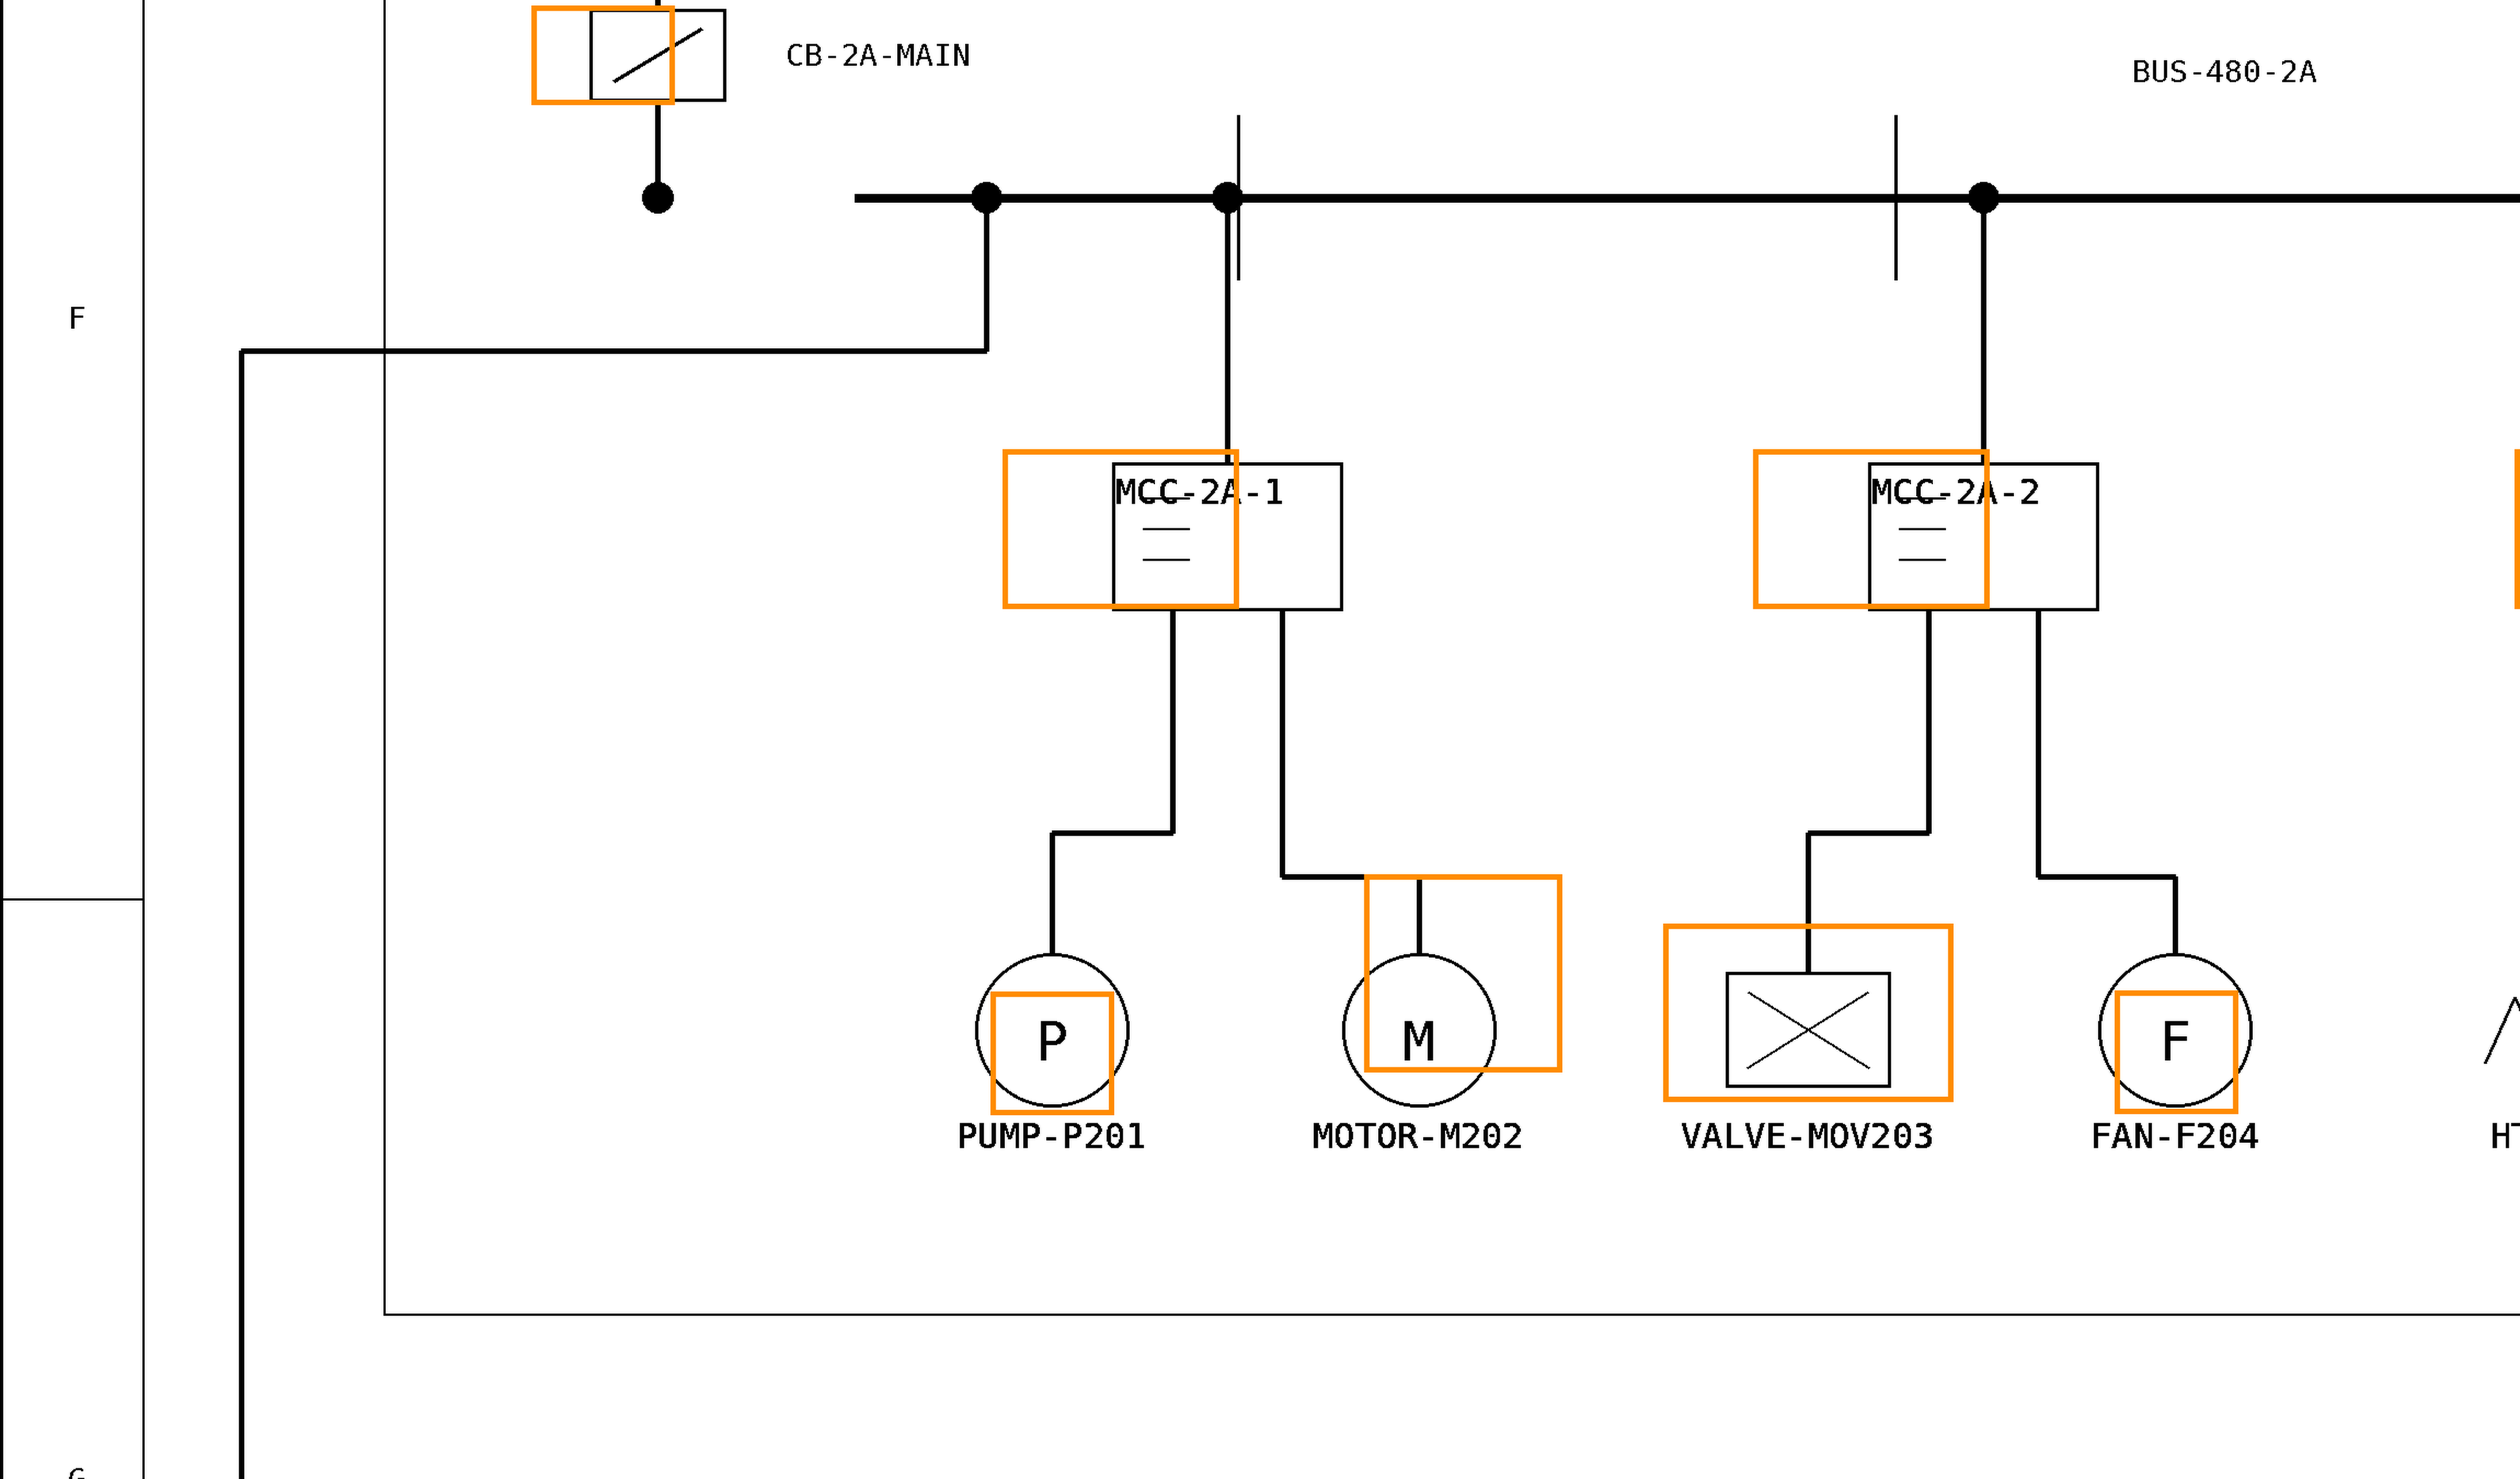 CB-2A-MAIN
BUS-480-2A
F
MCC-2A-1
MCC-2A-2
P
M
F
PUMP-P201
MOTOR-M202
VALVE-MOV203
FAN-F204